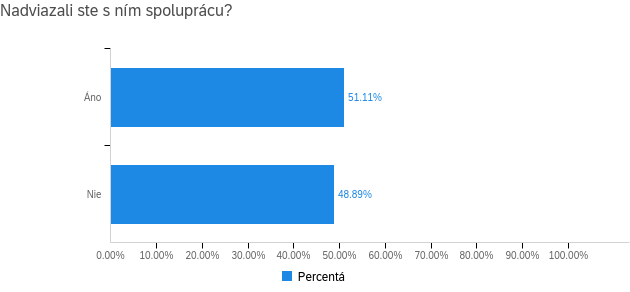 Nadviazali ste s ním spoluprácu?
Áno
51.11%
Nie
48.89%
0.00% 10.00% 20.00% 30.00% 40.00% 50.00% 60.00% 70.00% 80.00% 90.00% 100.00%
Percentá